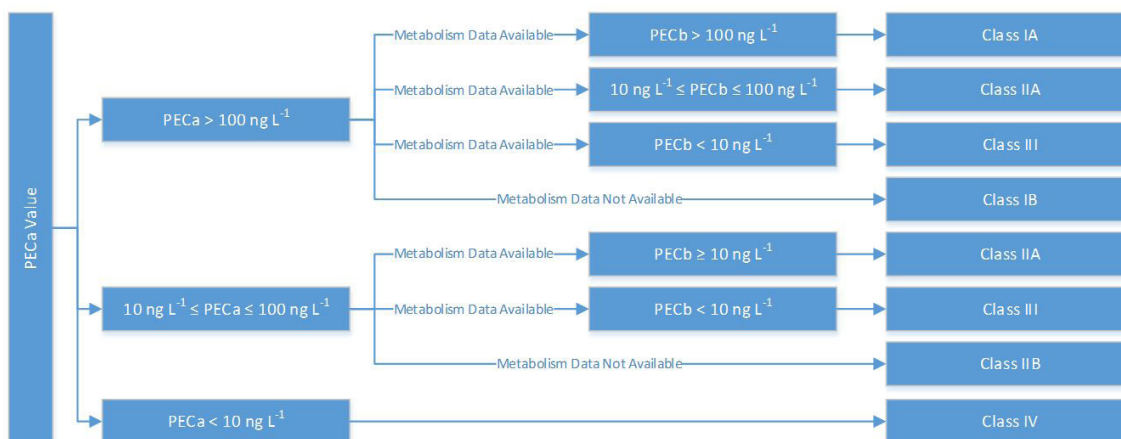 PECa Value
PECa > 100 ng L⁻¹
Metabolism Data Available
PECb > 100 ng L⁻¹
Class IA
Metabolism Data Available
10 ng L⁻¹ ≤ PECb ≤ 100 ng L⁻¹
Class IIA
Metabolism Data Available
PECb < 10 ng L⁻¹
Class III
Metabolism Data Not Available
Class IB
10 ng L⁻¹ ≤ PECa ≤ 100 ng L⁻¹
Metabolism Data Available
PECb ≥ 10 ng L⁻¹
Class IIA
Metabolism Data Available
PECb < 10 ng L⁻¹
Class III
Metabolism Data Not Available
Class IIB
PECa < 10 ng L⁻¹
Class IV